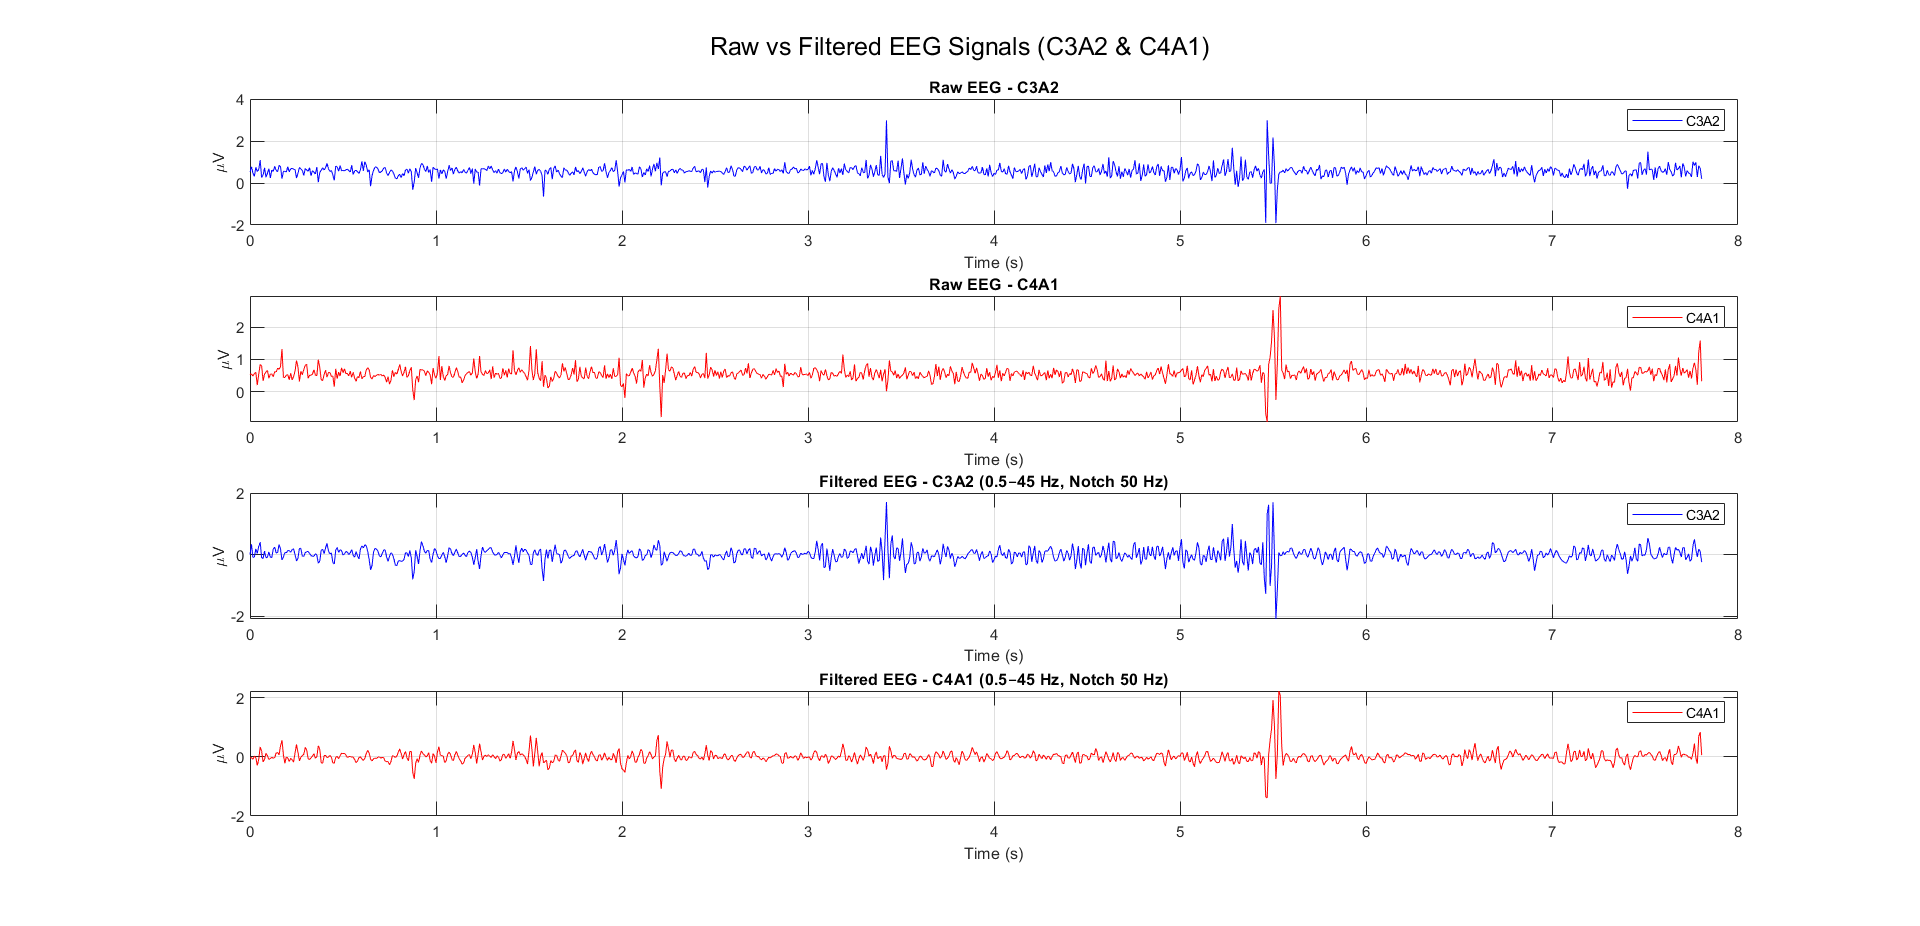 Raw vs Filtered EEG Signals (C3A2 & C4A1)
Raw EEG - C3A2
4
2
0
-2
μV
C3A2
0 1 2 3 4 5 6 7 8
Time (s)
Raw EEG - C4A1
2
1
0
μV
C4A1
0 1 2 3 4 5 6 7 8
Time (s)
Filtered EEG - C3A2 (0.5–45 Hz, Notch 50 Hz)
2
0
-2
μV
C3A2
0 1 2 3 4 5 6 7 8
Time (s)
Filtered EEG - C4A1 (0.5–45 Hz, Notch 50 Hz)
2
0
-2
μV
C4A1
0 1 2 3 4 5 6 7 8
Time (s)